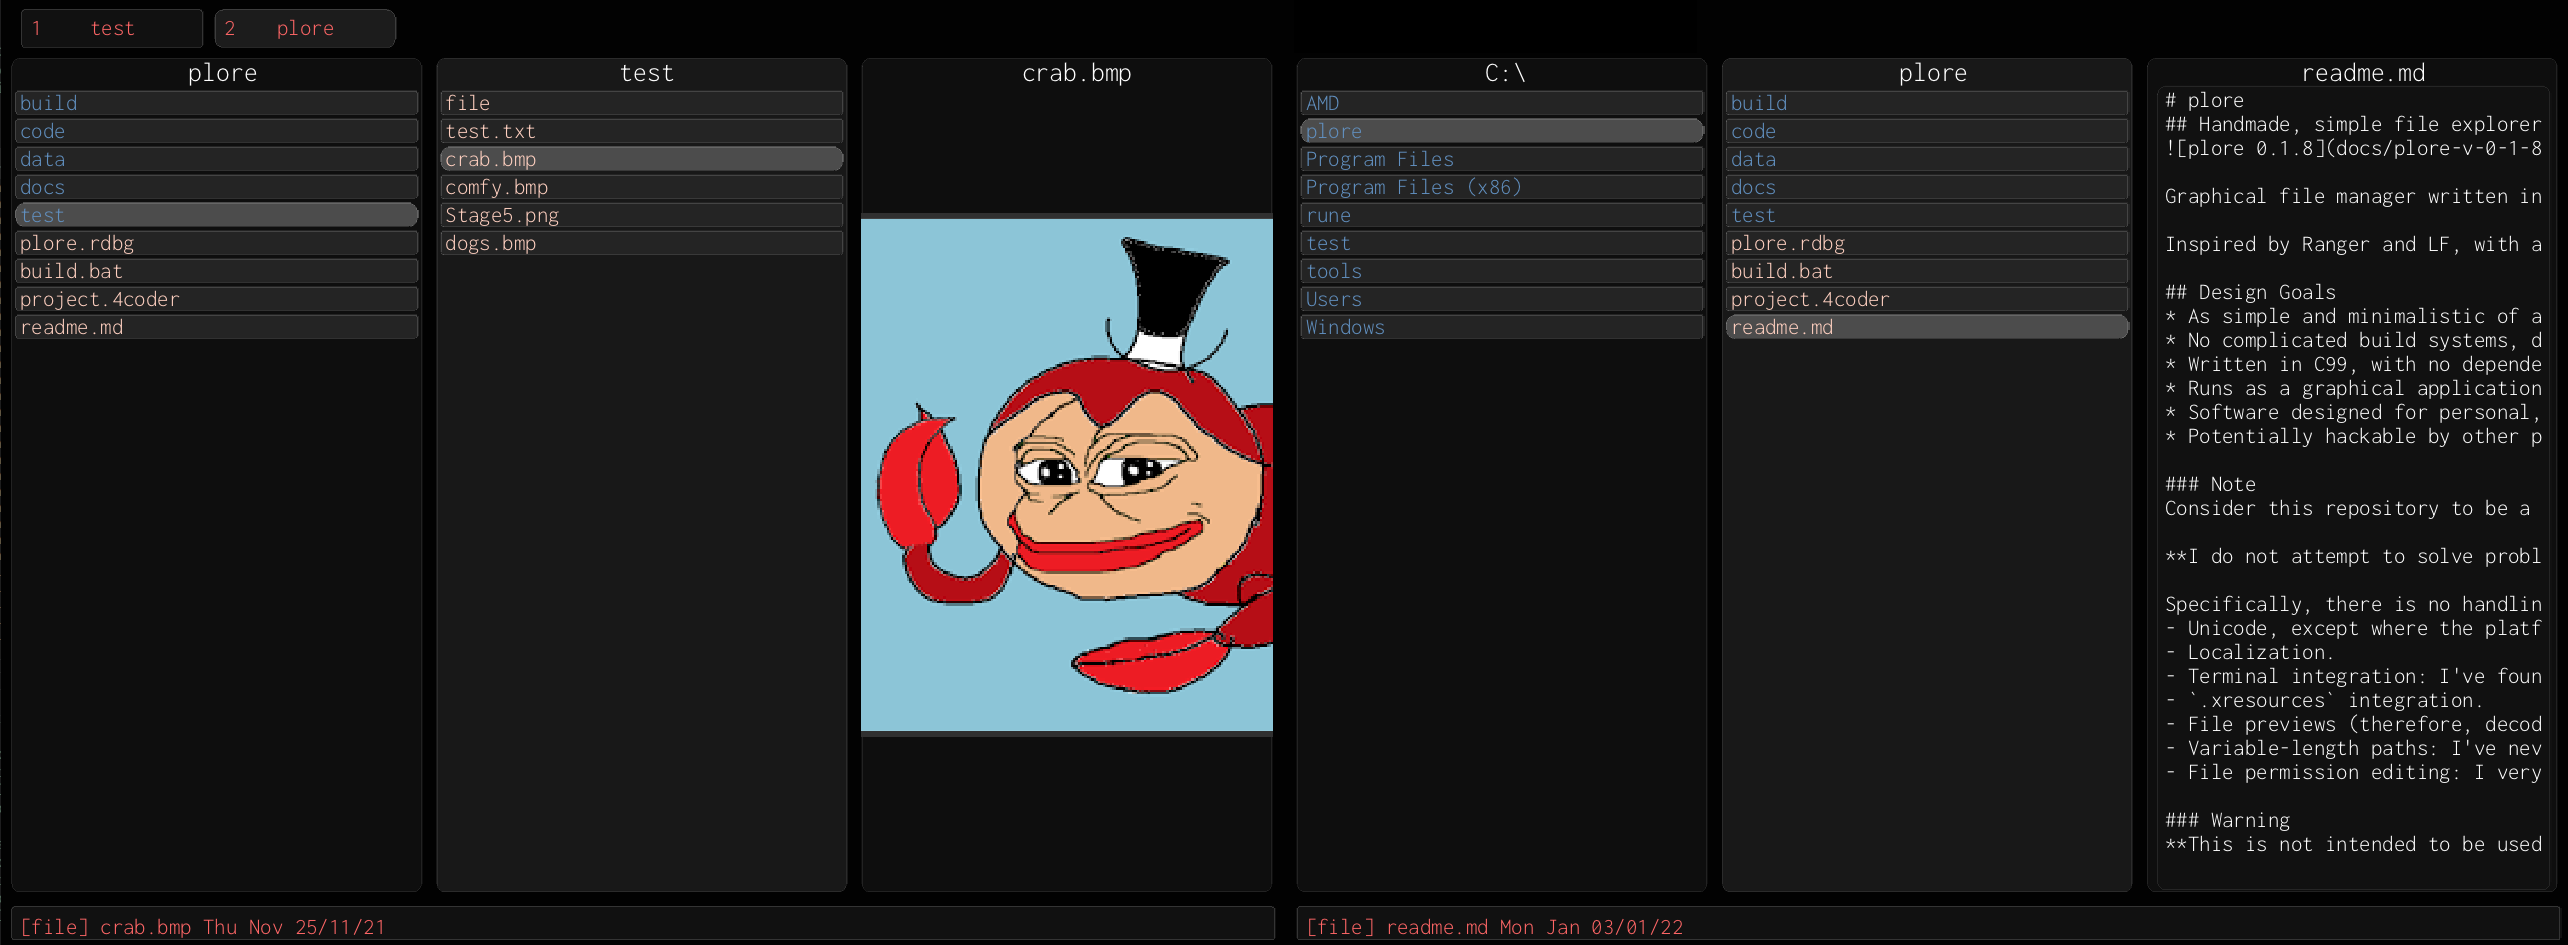 1 test
2 plore
plore
build
code
data
docs
test
plore.rdbg
build.bat
project.4coder
readme.md
test
file
test.txt
crab.bmp
comfy.bmp
Stage5.png
dogs.bmp
crab.bmp
C:\
AMD
plore
Program Files
Program Files (x86)
rune
test
tools
Users
Windows
plore
build
code
data
docs
test
plore.rdbg
build.bat
project.4coder
readme.md
readme.md
# plore
## Handmade, simple file explorer
![plore 0.1.8](docs/plore-v-0-1-8
Graphical file manager written in
Inspired by Ranger and LF, with a
## Design Goals
* As simple and minimalistic of a
* No complicated build systems, d
* Written in C99, with no depende
* Runs as a graphical application
* Software designed for personal,
* Potentially hackable by other p
### Note
Consider this repository to be a
**I do not attempt to solve probl
Specifically, there is no handlin
- Unicode, except where the platf
- Localization.
- Terminal integration: I've foun
- `.xresources` integration.
- File previews (therefore, decod
- Variable-length paths: I've nev
- File permission editing: I very
### Warning
**This is not intended to be used
[file] crab.bmp Thu Nov 25/11/21
[file] readme.md Mon Jan 03/01/22